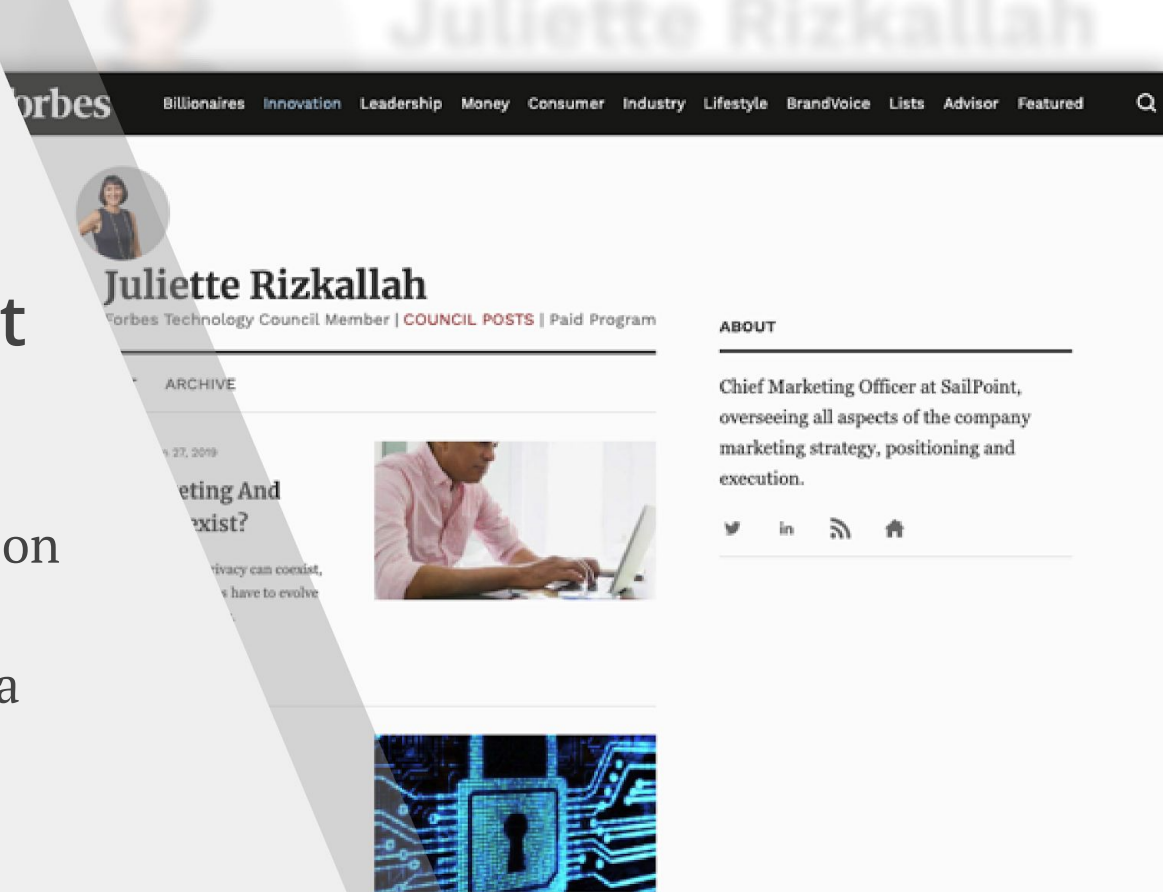 Juliette Rizkallah
orbes Billionaires Innovation Leadership Money Consumer Industry Lifestyle BrandVoice Lists Advisor Featured
Juliette Rizkallah
Forbes Technology Council Member | COUNCIL POSTS | Paid Program
ARCHIVE
27, 2019
eting And
exist?
ivacy can coexist,
s have to evolve
ABOUT
Chief Marketing Officer at SailPoint,
overseeing all aspects of the company
marketing strategy, positioning and
execution.
in
t
on
a